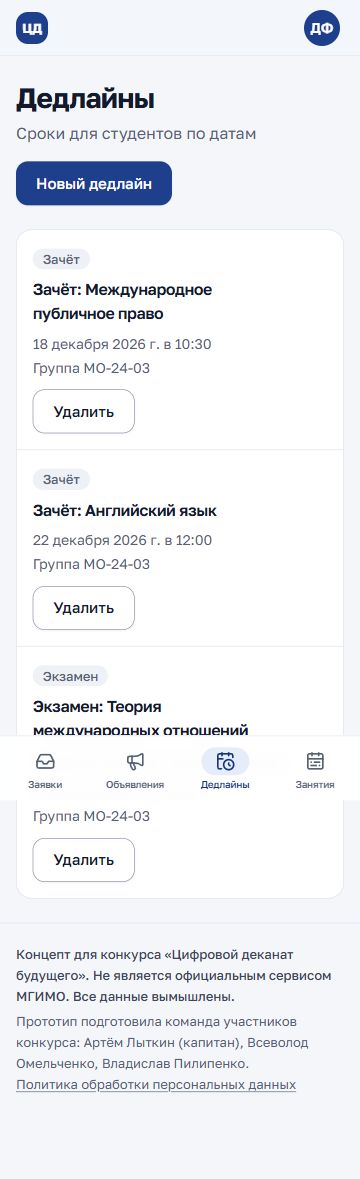 ЦД
ДФ
Дедлайны
Сроки для студентов по датам
Новый дедлайн
Зачёт
Зачёт: Международное
публичное право
18 декабря 2026 г. в 10:30
Группа МО-24-03
Удалить
Зачёт
Зачёт: Английский язык
22 декабря 2026 г. в 12:00
Группа МО-24-03
Удалить
Экзамен
Экзамен: Теория
международных отношений
Заявки
Объявления
Дедлайны
Занятия
Группа МО-24-03
Удалить
Концепт для конкурса «Цифровой деканат
будущего». Не является официальным сервисом
МГИМО. Все данные вымышлены.
Прототип подготовила команда участников
конкурса: Артём Лыткин (капитан), Всеволод
Омельченко, Владислав Пилипенко.
Политика обработки персональных данных